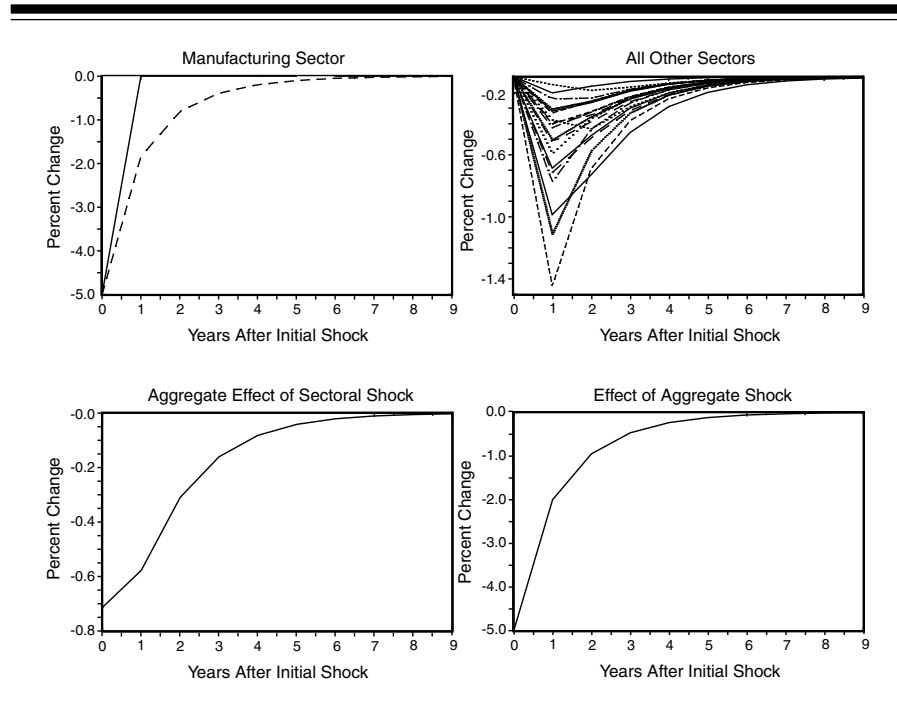 Manufacturing Sector
0.0
-1.0
-2.0
-3.0
-4.0
-5.0
Percent Change
0 1 2 3 4 5 6 7 8 9
Years After Initial Shock
All Other Sectors
-0.2
-0.6
-1.0
-1.4
Percent Change
0 1 2 3 4 5 6 7 8 9
Years After Initial Shock
Aggregate Effect of Sectoral Shock
-0.0
-0.2
-0.4
-0.6
-0.8
Percent Change
0 1 2 3 4 5 6 7 8 9
Years After Initial Shock
Effect of Aggregate Shock
0.0
-1.0
-2.0
-3.0
-4.0
-5.0
Percent Change
0 1 2 3 4 5 6 7 8 9
Years After Initial Shock